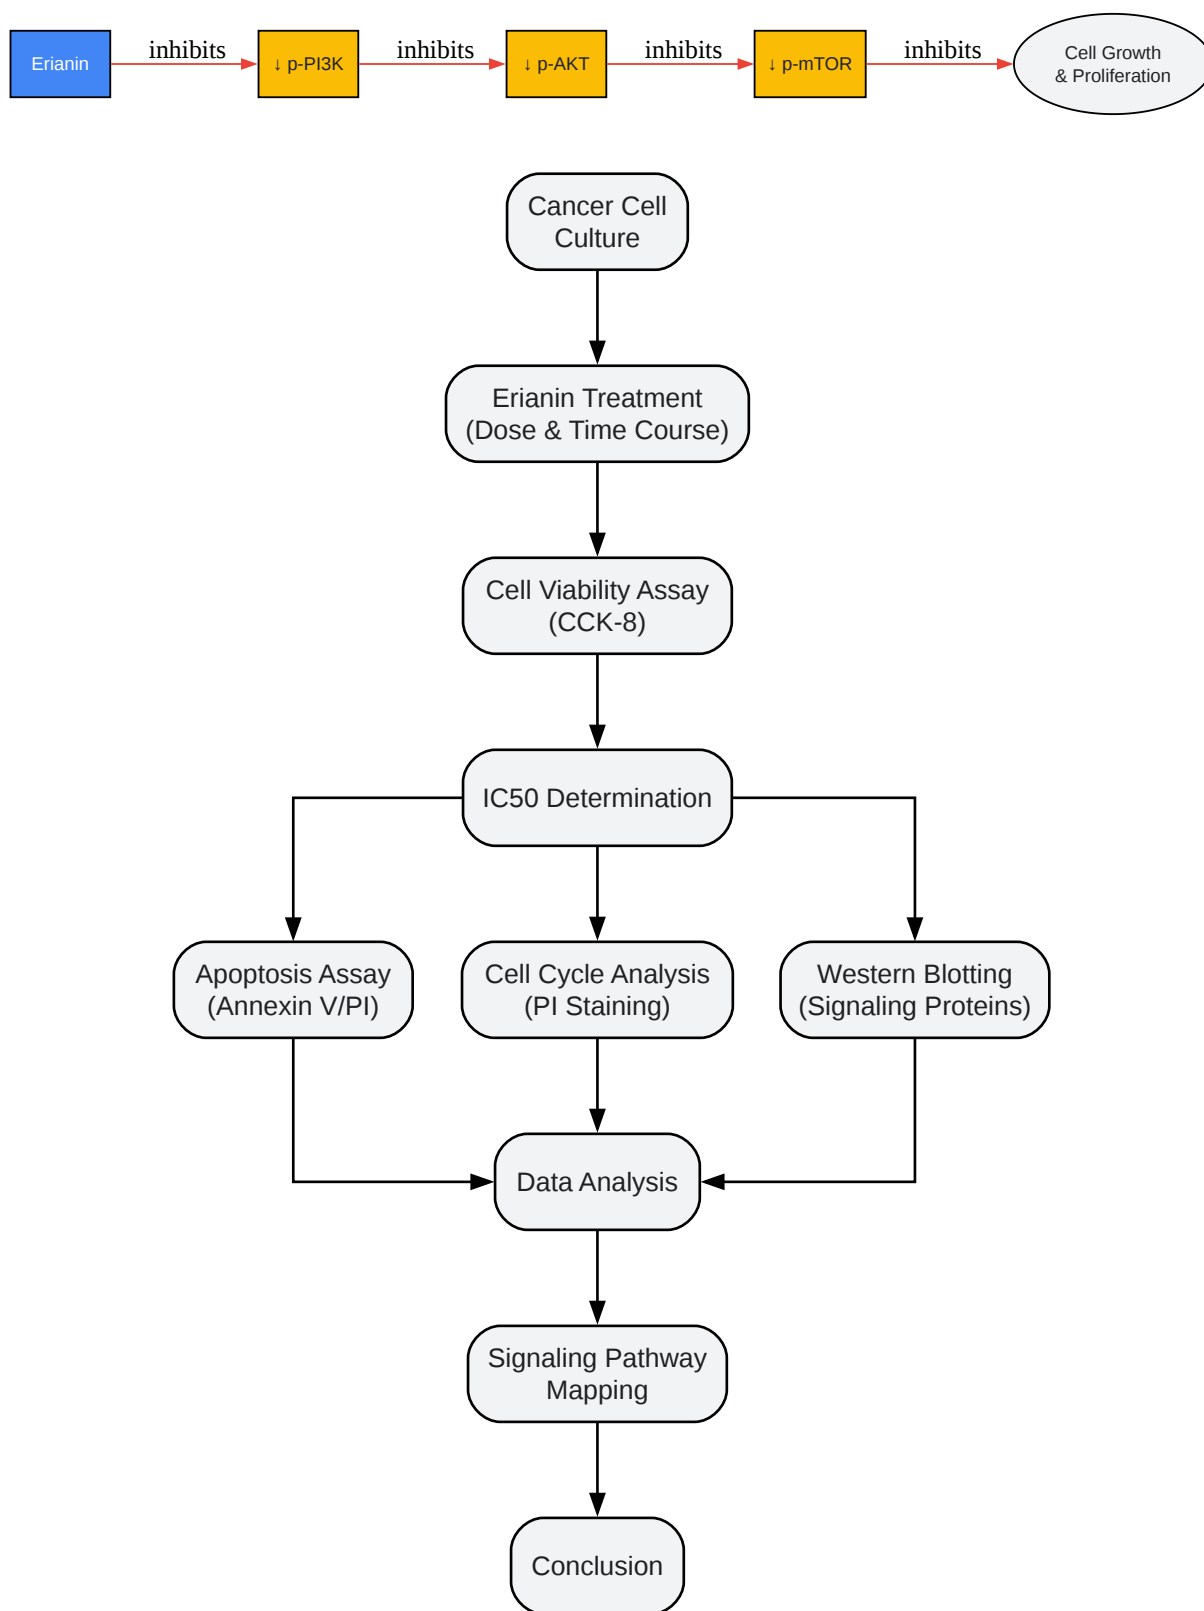 Erianin
inhibits
↓ p-PI3K
inhibits
↓ p-AKT
inhibits
↓ p-mTOR
inhibits
Cell Growth
& Proliferation
Cancer Cell
Culture
Erianin Treatment
(Dose & Time Course)
Cell Viability Assay
(CCK-8)
IC50 Determination
Apoptosis Assay
(Annexin V/PI)
Cell Cycle Analysis
(PI Staining)
Western Blotting
(Signaling Proteins)
Data Analysis
Signaling Pathway
Mapping
Conclusion